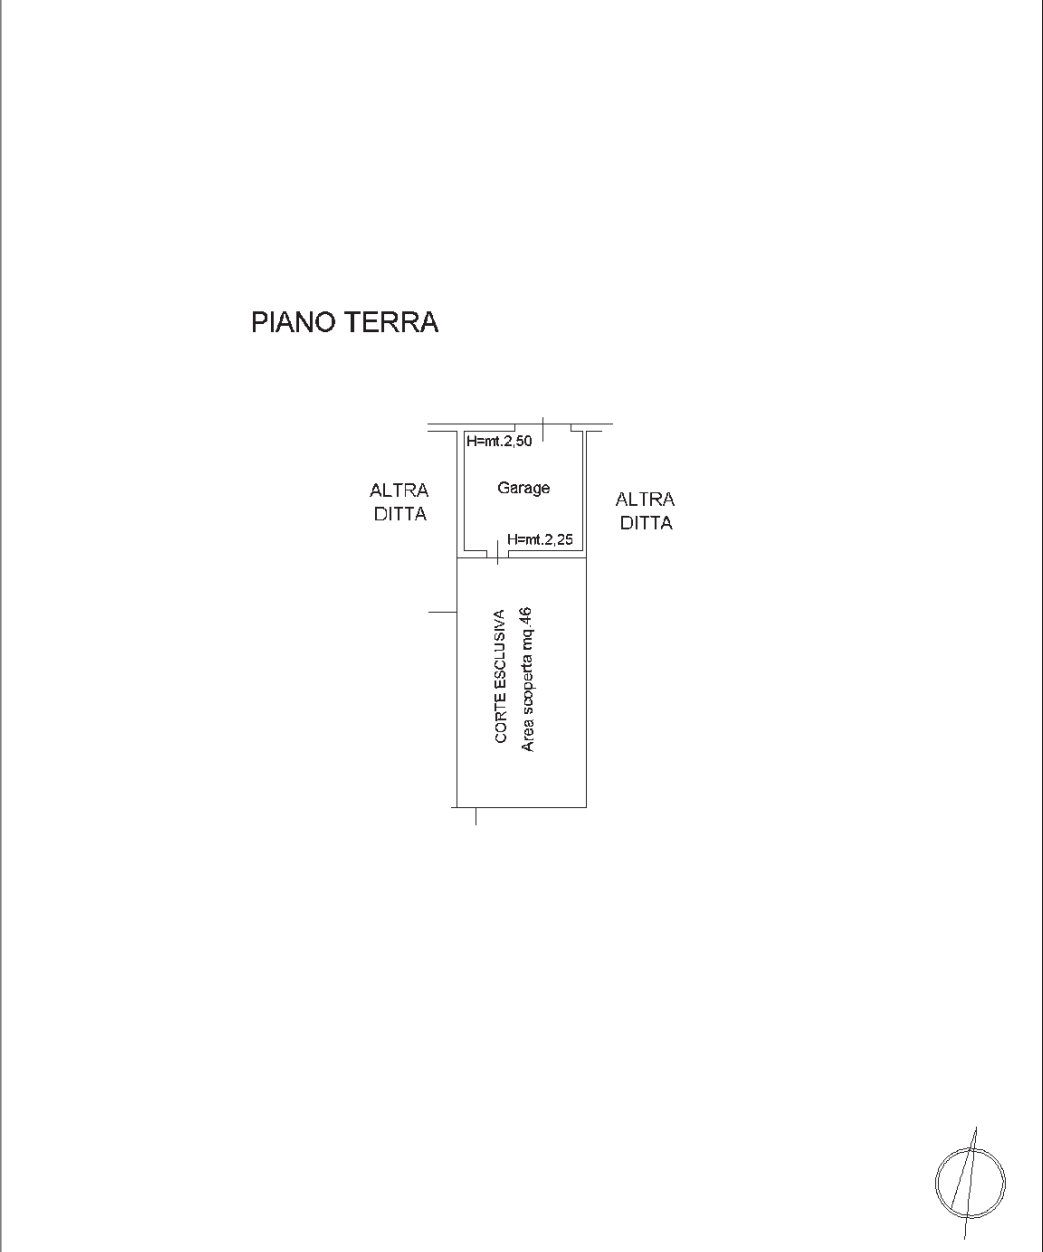 PIANO TERRA
H=mt.2,50
Garage
ALTRA
DITTA
ALTRA
DITTA
H=mt.2,25
CORTE ESCLUSIVA
Area scoperta mq.46